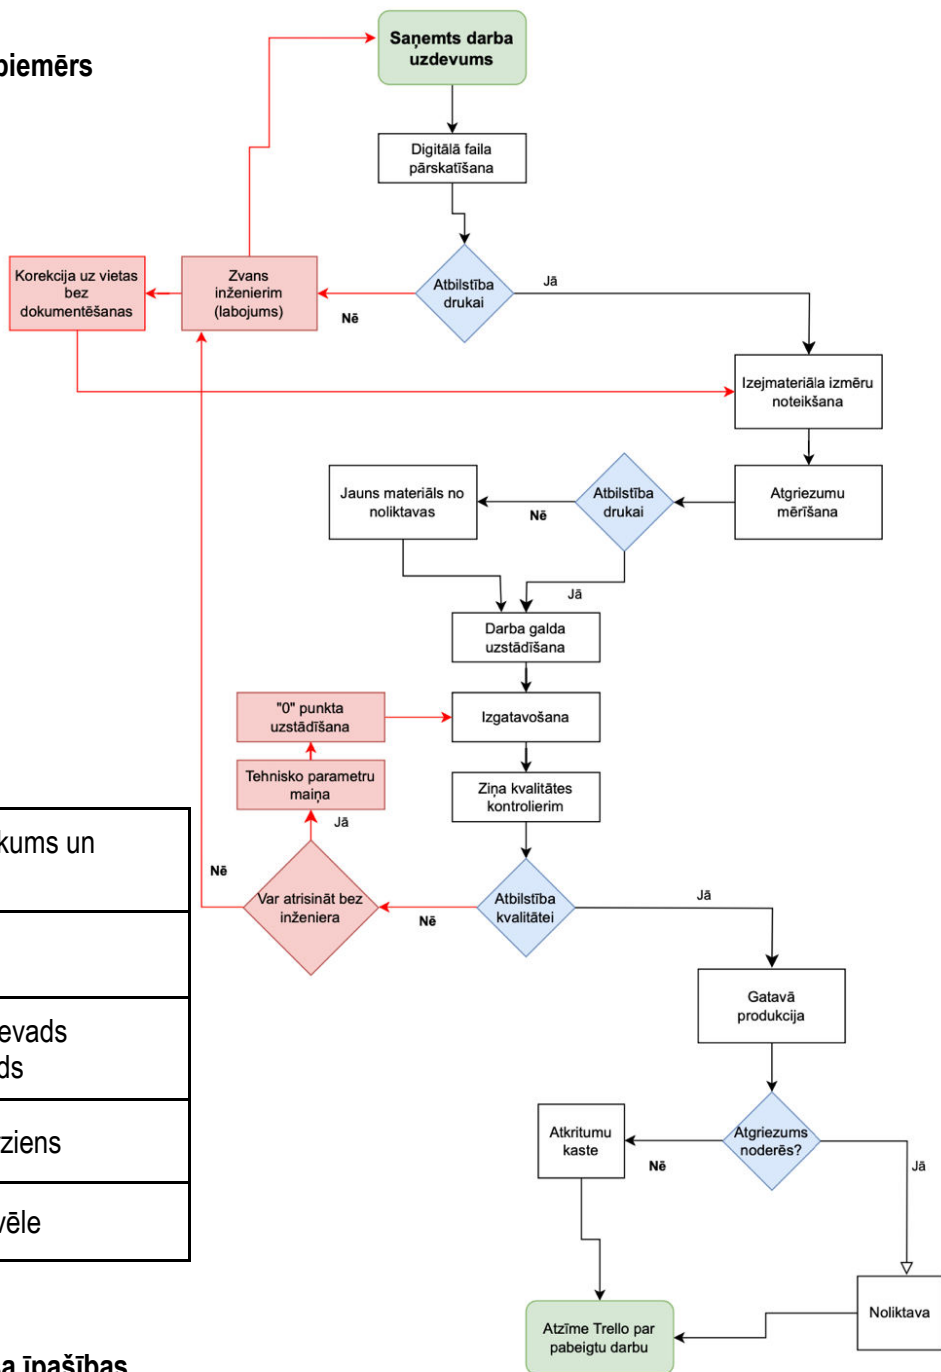 piemērs
Saņemts darba
uzdevums
Digitālā faila
pārskatīšana
Atbilstība
drukai
Jā
Nē
Zvans
inženierim
(labojums)
Korekcija uz vietas
bez
dokumentēšanas
Izejmateriāla izmēru
noteikšana
Atgriezumu
mērīšana
Atbilstība
drukai
Nē
Jā
Jauns materiāls no
noliktavas
Darba galda
uzstādīšana
"0" punkta
uzstādīšana
Izgatavošana
Tehnisko parametru
maiņa
Ziņa kvalitātes
kontrolierim
Jā
Nē
Var atrisināt bez
inženiera
Nē
Atbilstība
kvalitātei
Jā
Gatavā
produkcija
Atkritumu
kaste
Nē
Atgriezums
noderēs?
Jā
Noliktava
Atzīme Trello par
pabeigtu darbu
kums un
evads
ds
ziens
vēle
a īpašības